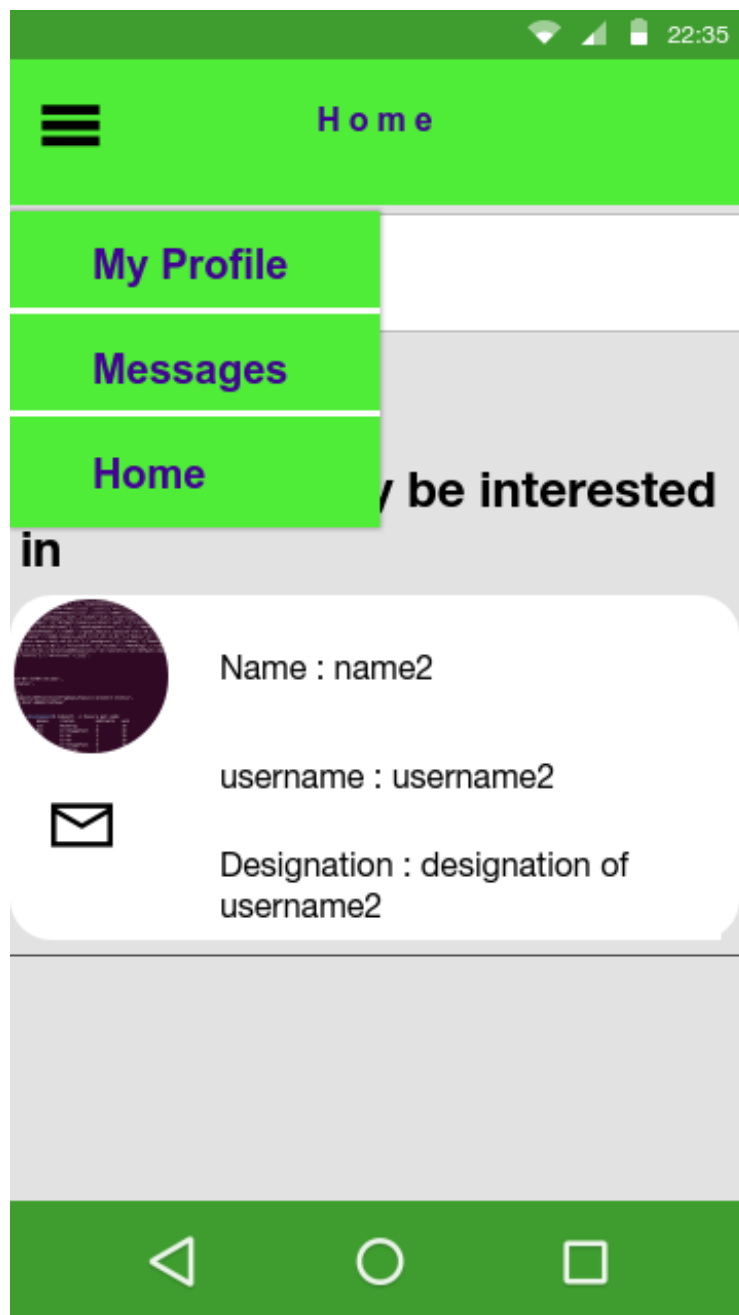 22:35
Home
My Profile
Messages
Home
be interested
in
Name : name2
username : username2
Designation : designation of
username2